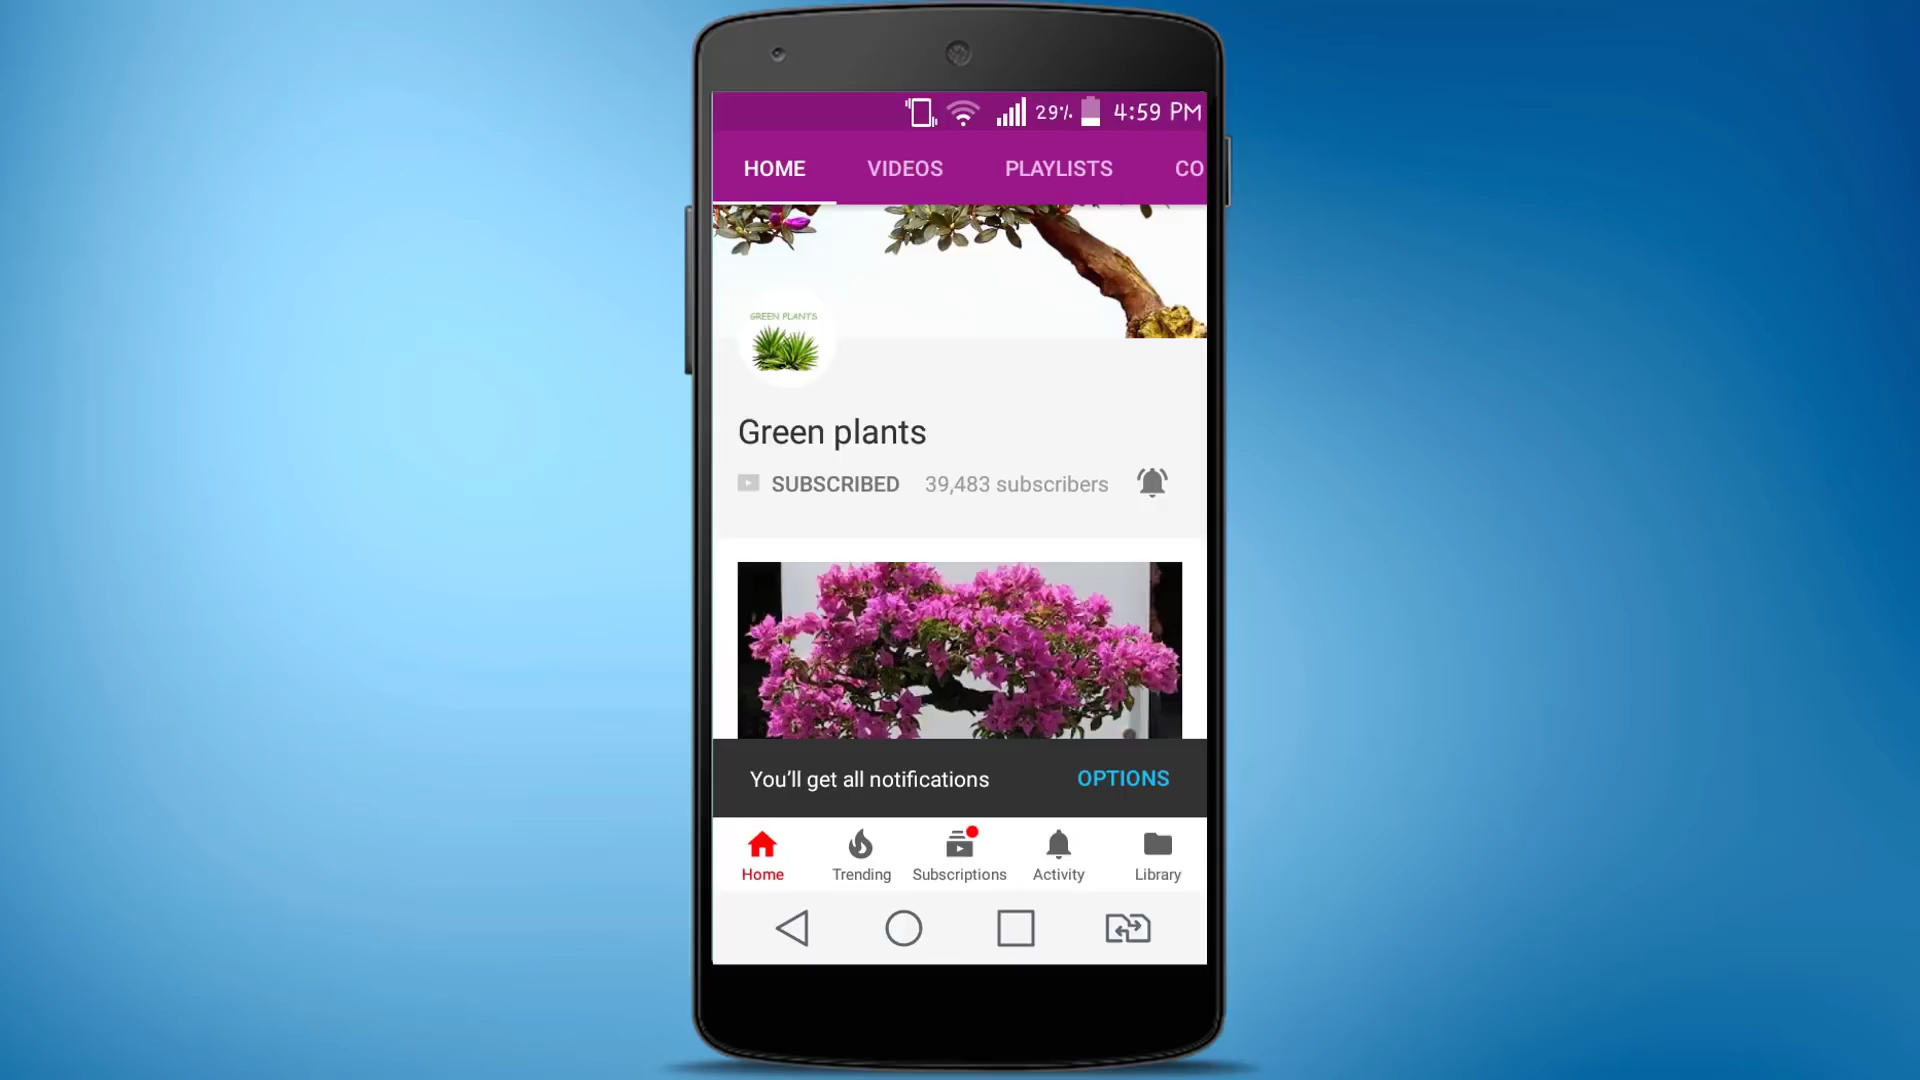 29% 4:59 PM
HOME VIDEOS PLAYLISTS CO
GREEN PLANTS
Green plants
SUBSCRIBED 39,483 subscribers
You'll get all notifications OPTIONS
Home Trending Subscriptions Activity Library